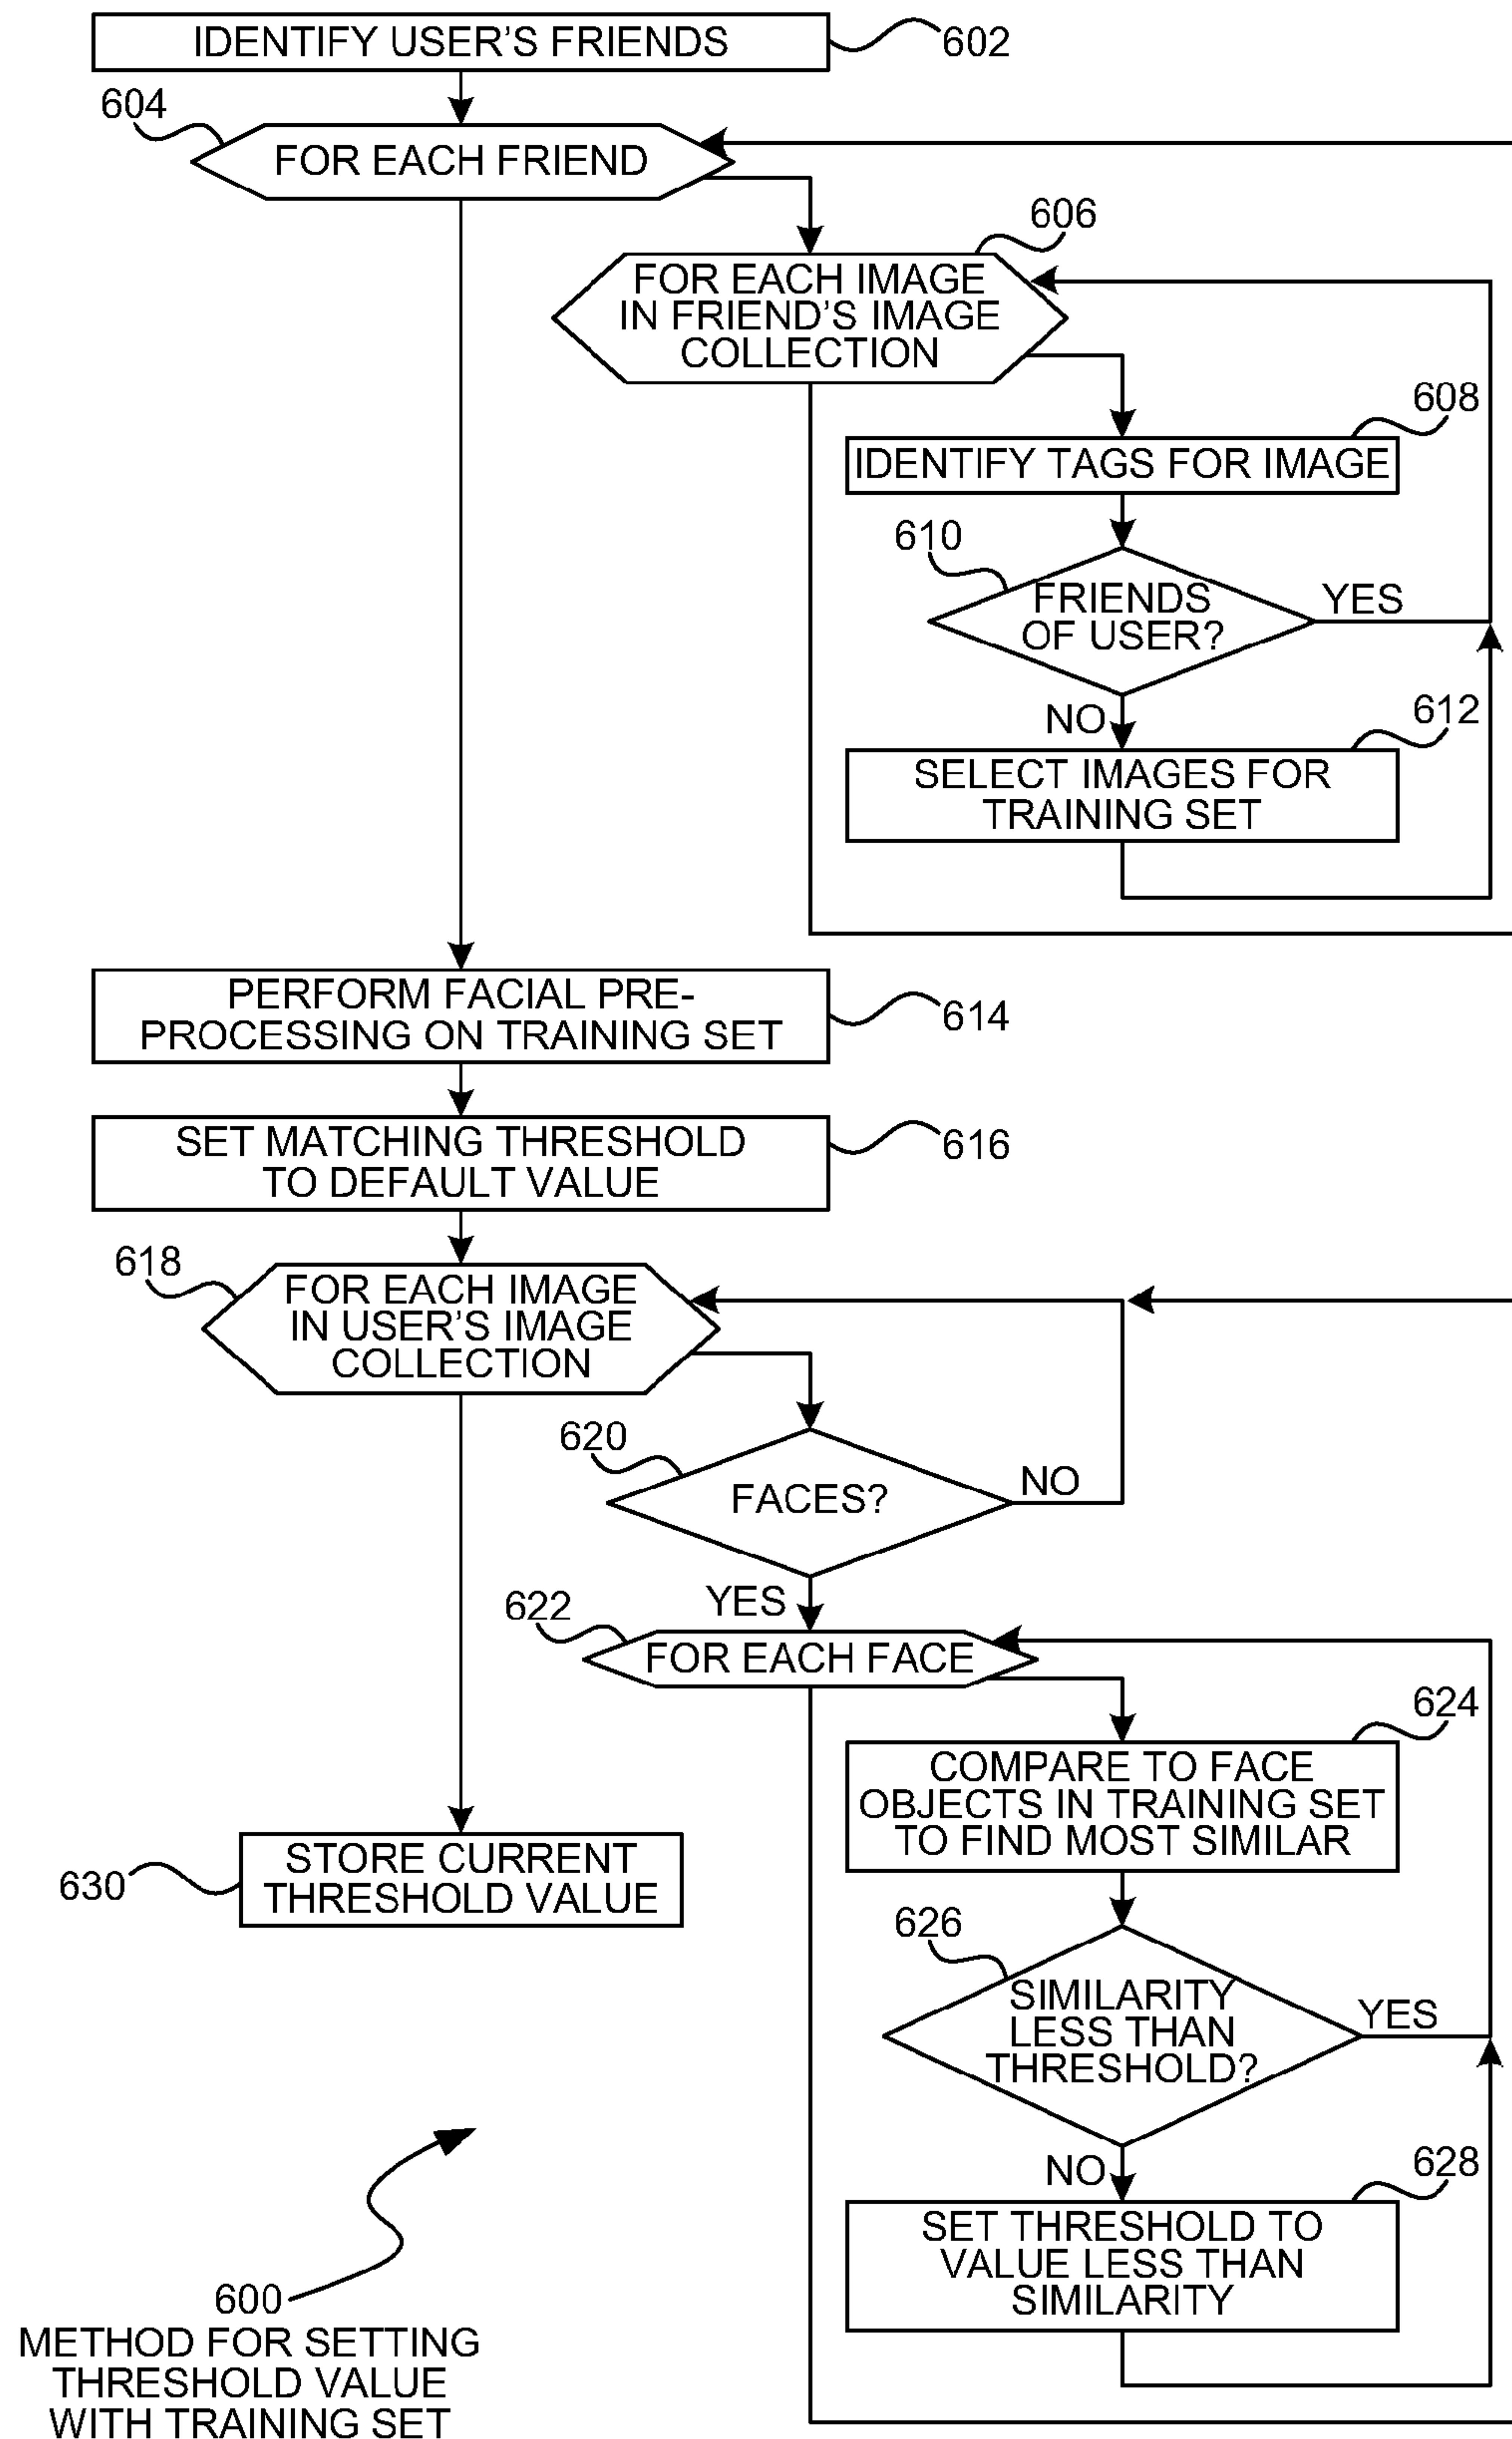 IDENTIFY USER'S FRIENDS
602
604
FOR EACH FRIEND
606
FOR EACH IMAGE
IN FRIEND'S IMAGE
COLLECTION
608
IDENTIFY TAGS FOR IMAGE
610
FRIENDS
OF USER?
YES
NO
612
SELECT IMAGES FOR
TRAINING SET
PERFORM FACIAL PRE-
PROCESSING ON TRAINING SET
614
SET MATCHING THRESHOLD
TO DEFAULT VALUE
616
618
FOR EACH IMAGE
IN USER'S IMAGE
COLLECTION
620
FACES?
NO
YES
622
FOR EACH FACE
624
COMPARE TO FACE
OBJECTS IN TRAINING SET
TO FIND MOST SIMILAR
STORE CURRENT
THRESHOLD VALUE
630
626
SIMILARITY
LESS THAN
THRESHOLD?
YES
NO
628
SET THRESHOLD TO
VALUE LESS THAN
SIMILARITY
600
METHOD FOR SETTING
THRESHOLD VALUE
WITH TRAINING SET